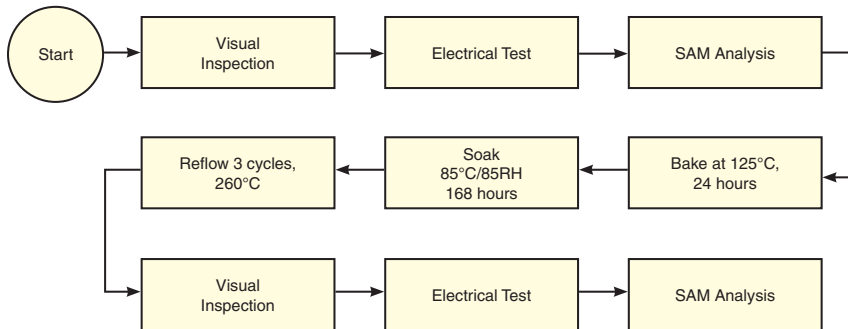 Start
Visual
Inspection
Electrical Test
SAM Analysis
Reflow 3 cycles,
260°C
Soak
85°C/85RH
168 hours
Bake at 125°C,
24 hours
Visual
Inspection
Electrical Test
SAM Analysis